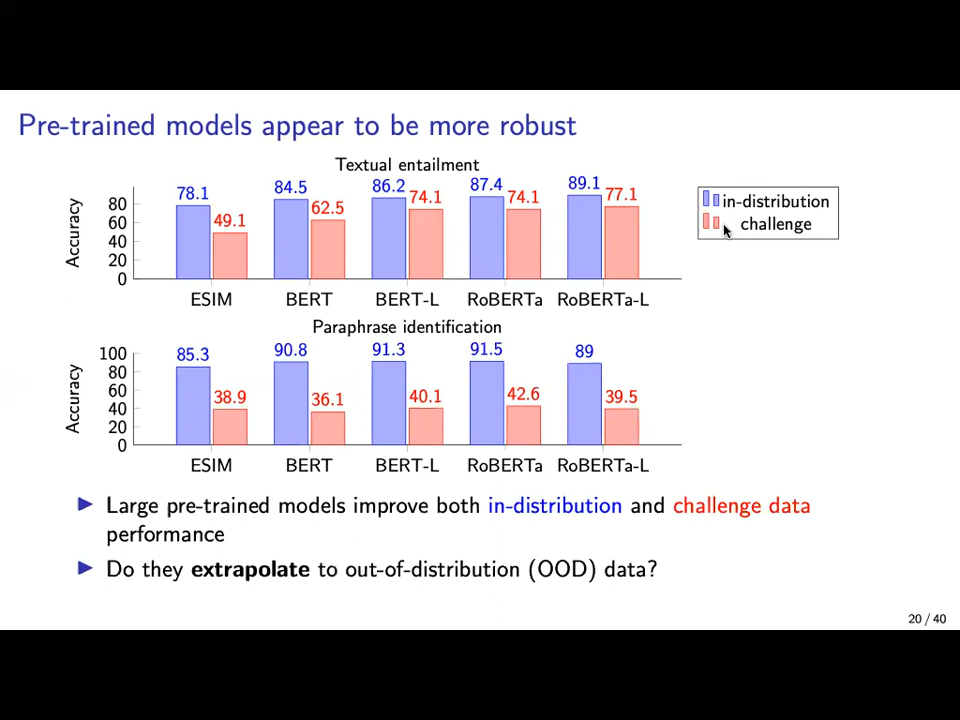 Pre-trained models appear to be more robust
Textual entailment
Accuracy
80
60
40
20
0
78.1
49.1
84.5
62.5
86.2
74.1
87.4
74.1
89.1
77.1
ESIM BERT BERT-L RoBERTa RoBERTa-L
in-distribution
challenge
Paraphrase identification
Accuracy
100
80
60
40
20
0
85.3
38.9
90.8
36.1
91.3
40.1
91.5
42.6
89
39.5
ESIM BERT BERT-L RoBERTa RoBERTa-L
Large pre-trained models improve both in-distribution and challenge data
performance
Do they extrapolate to out-of-distribution (OOD) data?
20 / 40